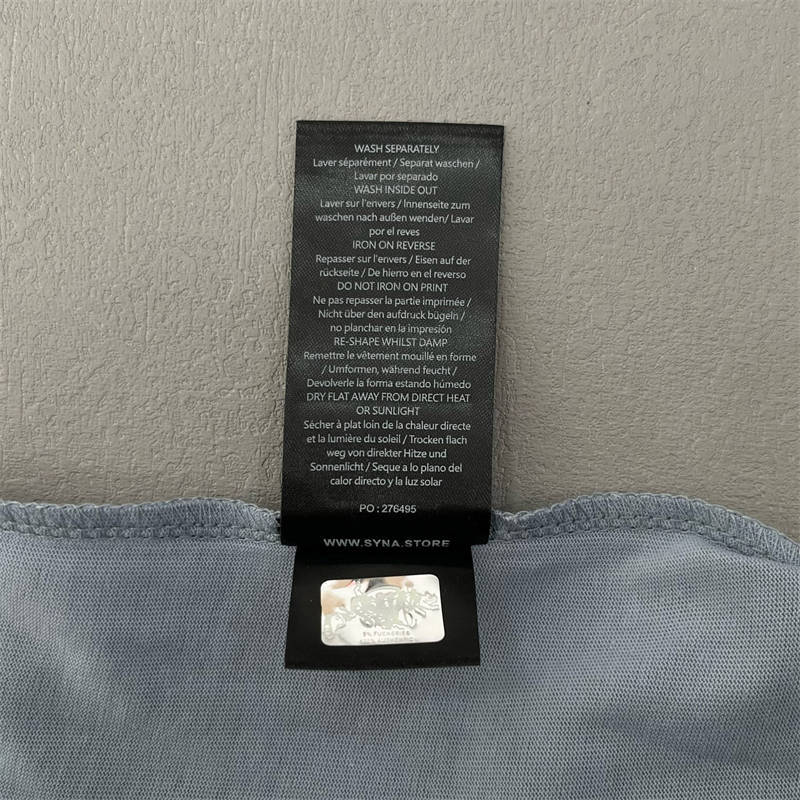 WASH SEPARATELY
Laver séparément / Separat waschen /
Lavar por separado
WASH INSIDE OUT
Laver sur l'envers / Innenseite zum
waschen nach außen wenden/ Lavar
por el reves
IRON ON REVERSE
Repasser sur l'envers / Eisen auf der
rückseite / De hierro en el reverso
DO NOT IRON ON PRINT
Ne pas repasser la partie imprimée /
Nicht über den aufdruck bügeln /
no planchar en la impresión
RE-SHAPE WHILST DAMP
Remettre le vêtement mouillé en forme
/ Umformen, während feucht /
Devolverle la forma estando húmedo
DRY FLAT AWAY FROM DIRECT HEAT
OR SUNLIGHT
Sécher à plat loin de la chaleur directe
et la lumière du soleil / Trocken flach
weg von direkter Hitze und
Sonnenlicht / Seque a lo plano del
calor directo y la luz solar
PO : 276495
WWW.SYNA.STORE
0% FUCKERIES